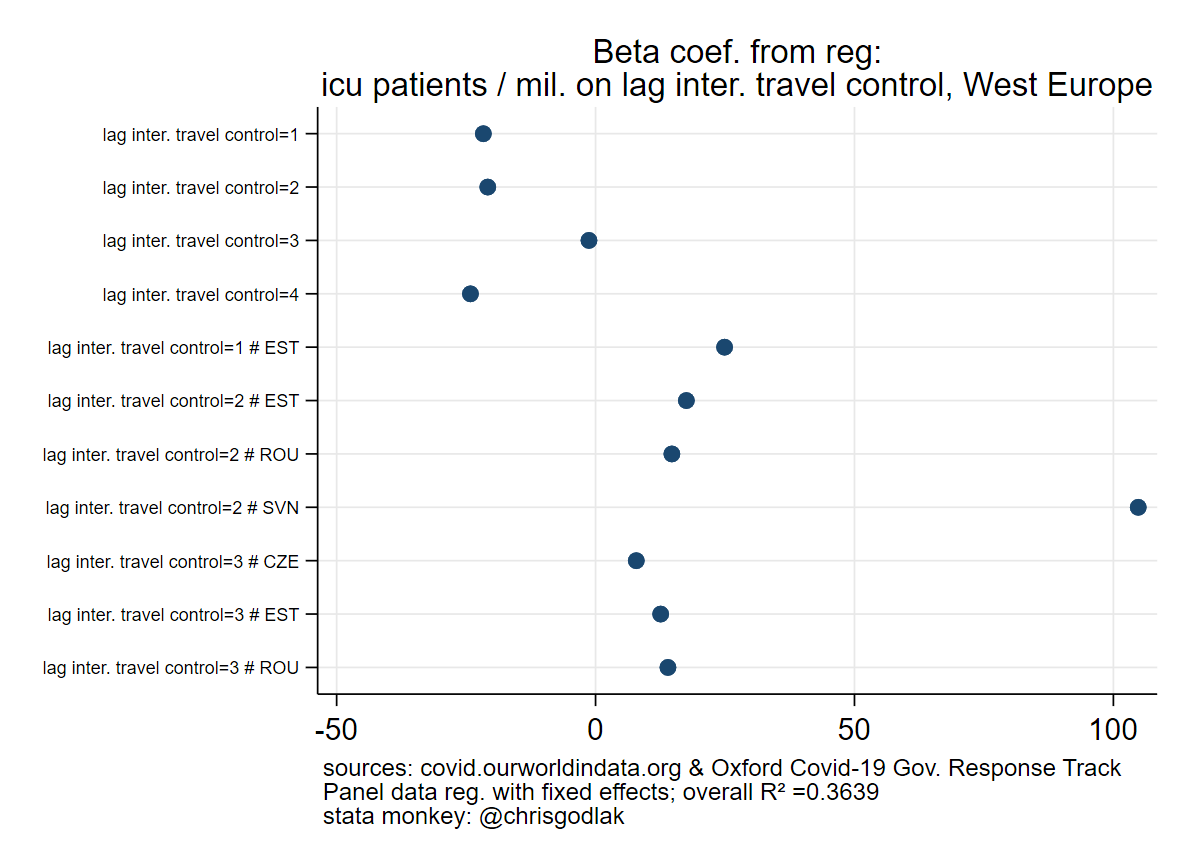 Beta coef. from reg:
icu patients / mil. on lag inter. travel control, West Europe
lag inter. travel control=1
lag inter. travel control=2
lag inter. travel control=3
lag inter. travel control=4
lag inter. travel control=1 # EST
lag inter. travel control=2 # EST
lag inter. travel control=2 # ROU
lag inter. travel control=2 # SVN
lag inter. travel control=3 # CZE
lag inter. travel control=3 # EST
lag inter. travel control=3 # ROU
-50 0 50 100
sources: covid.ourworldindata.org & Oxford Covid-19 Gov. Response Track
Panel data reg. with fixed effects; overall R² =0.3639
stata monkey: @chrisgodlak